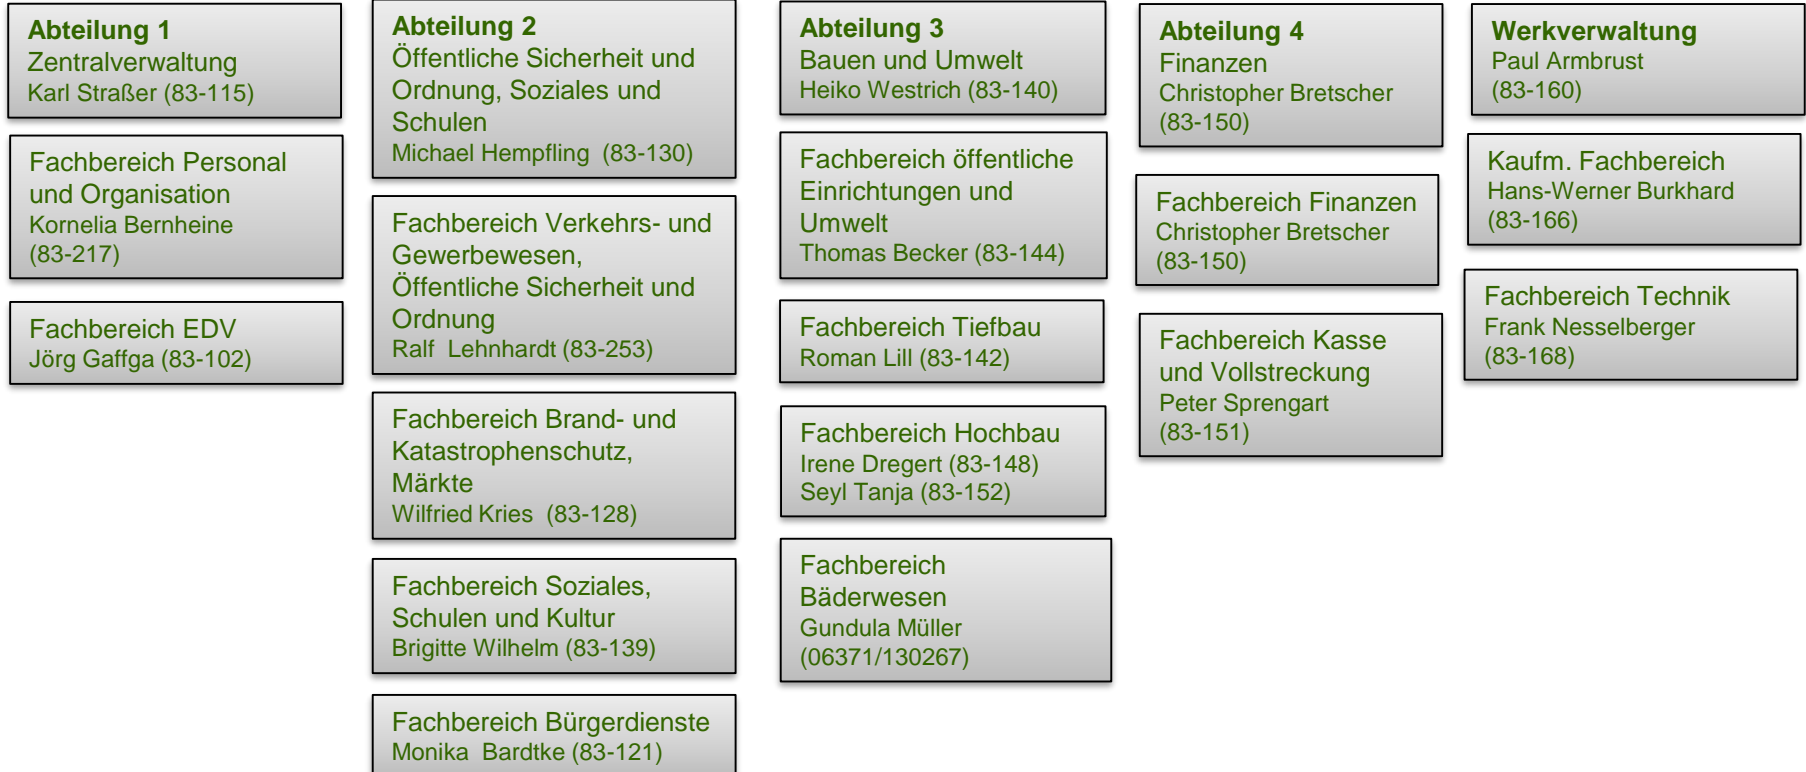 Abteilung 1
Zentralverwaltung
Karl Straßer (83-115)
Fachbereich Personal
und Organisation
Kornelia Bernheine
(83-217)
Fachbereich EDV
Jörg Gaffga (83-102)
Abteilung 2
Öffentliche Sicherheit und
Ordnung, Soziales und
Schulen
Michael Hempfling (83-130)
Fachbereich Verkehrs- und
Gewerbewesen,
Öffentliche Sicherheit und
Ordnung
Ralf Lehnhardt (83-253)
Fachbereich Brand- und
Katastrophenschutz,
Märkte
Wilfried Kries (83-128)
Fachbereich Soziales,
Schulen und Kultur
Brigitte Wilhelm (83-139)
Fachbereich Bürgerdienste
Monika Bardtke (83-121)
Abteilung 3
Bauen und Umwelt
Heiko Westrich (83-140)
Fachbereich öffentliche
Einrichtungen und
Umwelt
Thomas Becker (83-144)
Fachbereich Tiefbau
Roman Lill (83-142)
Fachbereich Hochbau
Irene Dregert (83-148)
Seyl Tanja (83-152)
Fachbereich
Bäderwesen
Gundula Müller
(06371/130267)
Abteilung 4
Finanzen
Christopher Bretscher
(83-150)
Fachbereich Finanzen
Christopher Bretscher
(83-150)
Fachbereich Kasse
und Vollstreckung
Peter Sprengart
(83-151)
Werkverwaltung
Paul Armbrust
(83-160)
Kaufm. Fachbereich
Hans-Werner Burkhard
(83-166)
Fachbereich Technik
Frank Nesselberger
(83-168)